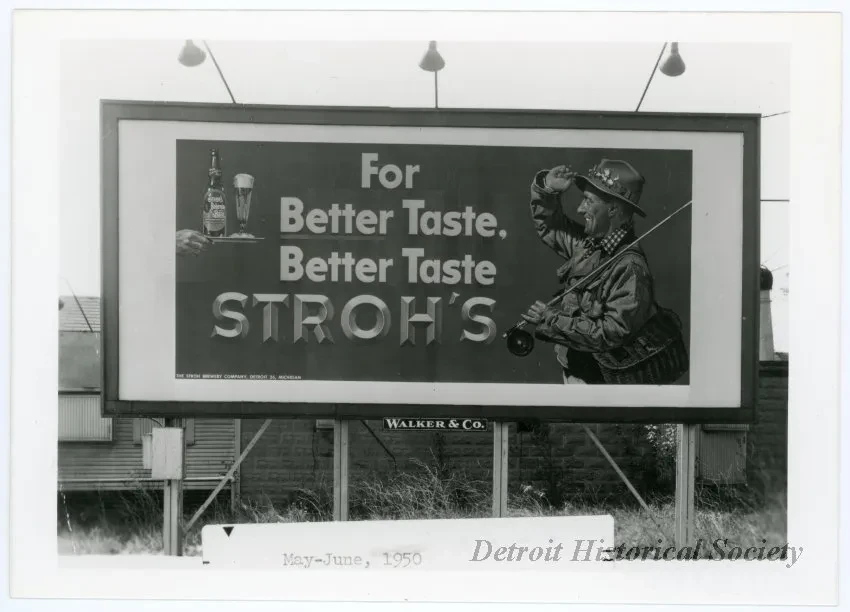 For
Better Taste,
Better Taste
STROH'S
THE STROH BREWERY COMPANY, DETROIT 26, MICHIGAN
WALKER & CO.
May-June, 1950
Detroit Historical Society